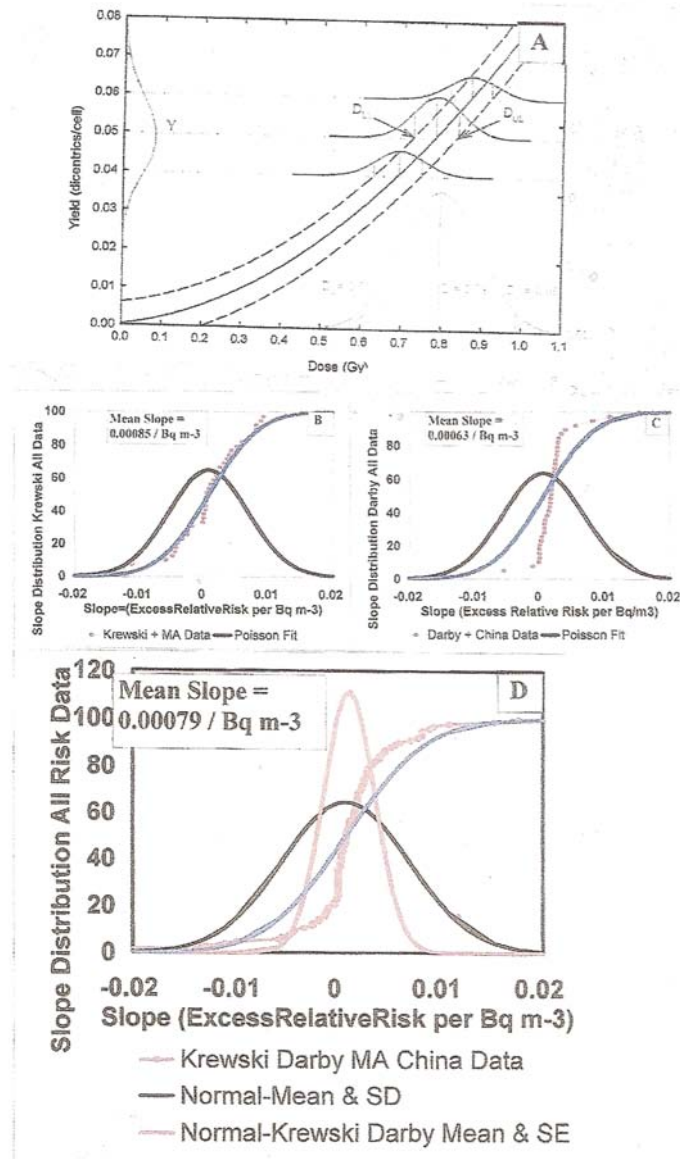 A
0.08
0.07
0.06
0.05
0.04
0.03
0.02
0.01
0.00
Yield (dicentrics/cell)
Y
D
D
0.0 0.1 0.2 0.3 0.4 0.5 0.6 0.7 0.8 0.9 1.0 1.1
Dose (Gy)
Mean Slope =
0.00085 / Bq m-3
B
100
80
60
40
20
0
Slope Distribution Krewski All Data
-0.02 -0.01 0 0.01 0.02
Slope=(ExcessRelativeRisk per Bq m-3)
Krewski + MA Data Poisson Fit
Mean Slope =
0.00063 / Bq m-3
C
80
60
40
20
0
Slope Distribution Darby All Data
-0.02 -0.01 0 0.01 0.02
Slope (Excess Relative Risk per Bq/m3)
Darby + China Data Poisson Fit
Mean Slope =
0.00079 / Bq m-3
D
120
100
80
60
40
20
0
Slope Distribution All Risk Data
-0.02 -0.01 0 0.01 0.02
Slope (ExcessRelativeRisk per Bq m-3)
Krewski Darby MA China Data
Normal-Mean & SD
Normal-Krewski Darby Mean & SE